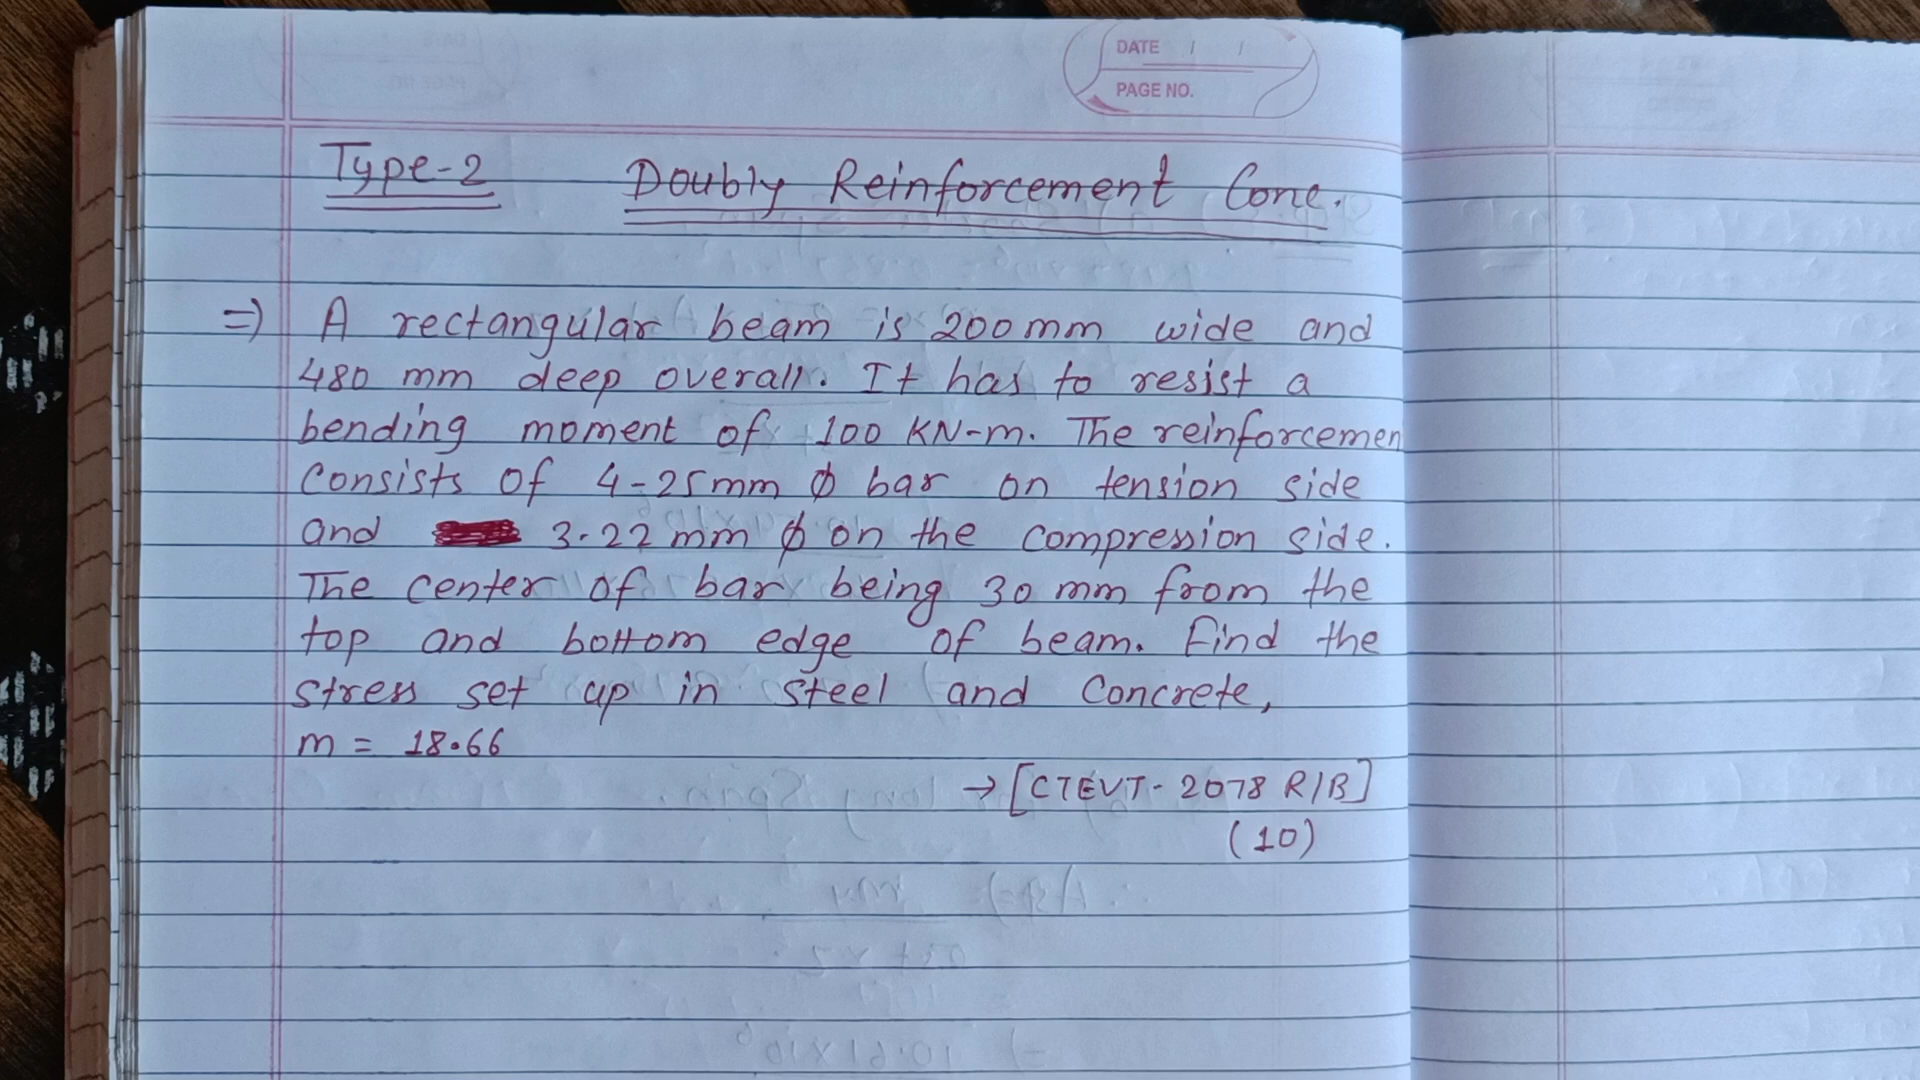 DATE / /
PAGE NO.
Type-2 Doubly Reinforcement Conc.
=) A rectangular beam is 200mm wide and
480 mm deep overall. It has to resist a
bending moment of 100 KN-m. The reinforcemen
Consists of 4-25mm ϕ bar on tension side
and 3-22mm ϕ on the compression side.
The center of bar being 30 mm from the
top and bottom edge of beam. Find the
stress set up in steel and Concrete,
m = 18.66
→ [CTEVT- 2078 R/B]
(10)